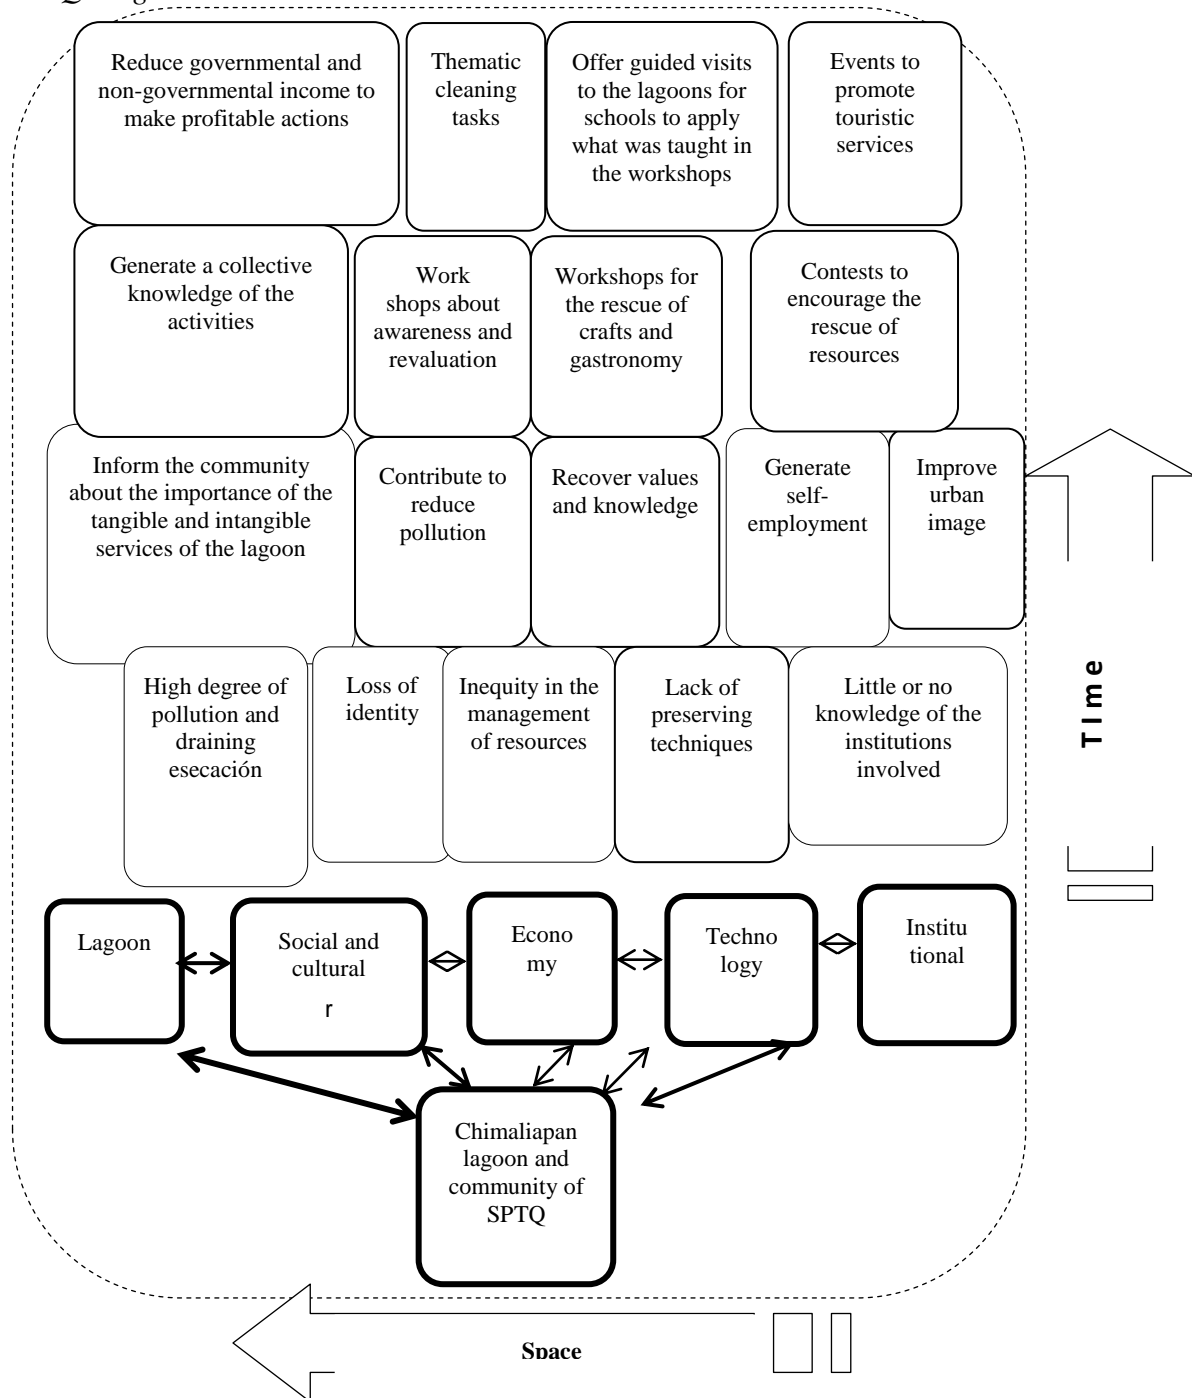 Reduce governmental and
non-governmental income to
make profitable actions
Thematic
cleaning
tasks
Offer guided visits
to the lagoons for
schools to apply
what was taught in
the workshops
Events to
promote
touristic
services
Generate a collective
knowledge of the
activities
Work
shops about
awareness and
revaluation
Workshops for
the rescue of
crafts and
gastronomy
Contests to
encourage the
rescue of
resources
Inform the community
about the importance of the
tangible and intangible
services of the lagoon
Contribute to
reduce
pollution
Recover values
and knowledge
Generate
self-
employment
Improve
urban
image
High degree of
pollution and
draining
esecación
Loss of
identity
Inequity in the
management
of resources
Lack of
preserving
techniques
Little or no
knowledge of the
institutions
involved
TIme
Lagoon
Social and
cultural
r
Econo
my
Techno
logy
Institu
tional
Chimaliapan
lagoon and
community of
SPTQ
Space